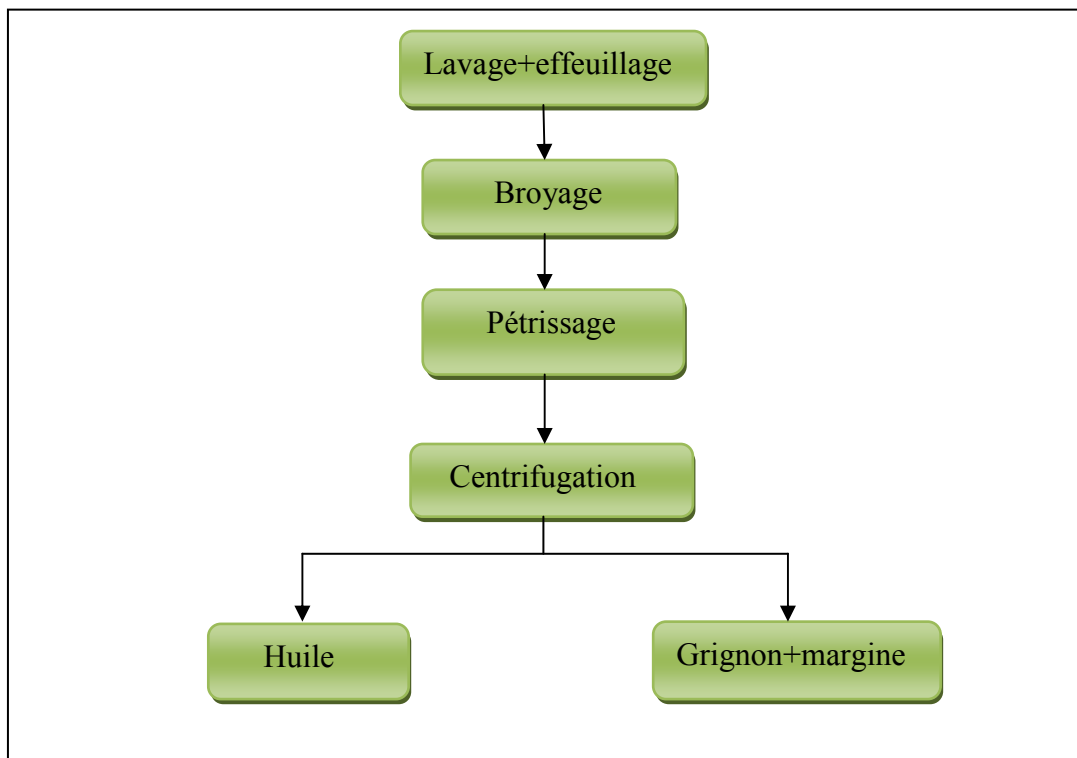 Lavage+effeuillage
Broyage
Pétrissage
Centrifugation
Huile
Grignon+margine